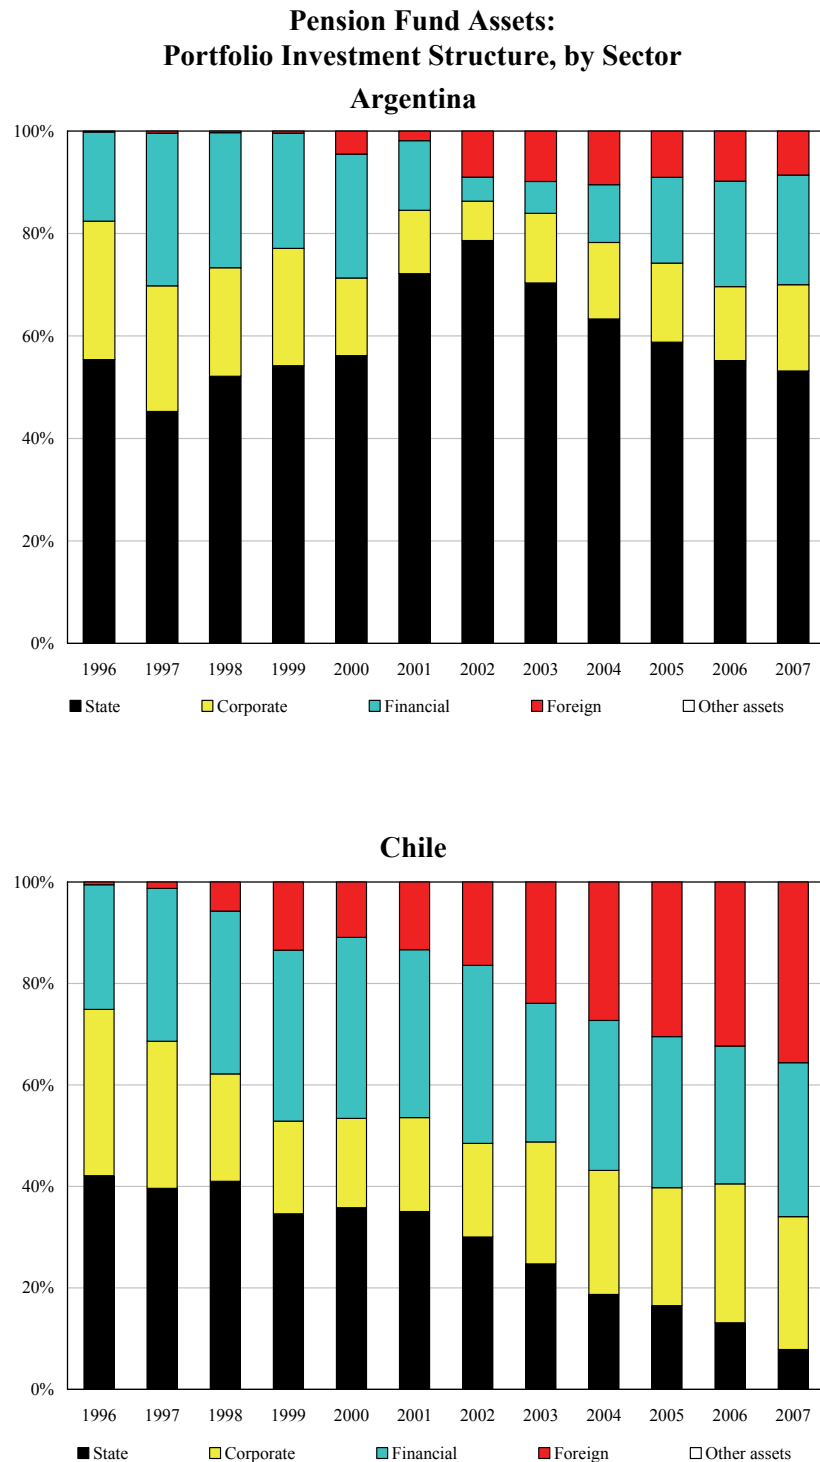 Pension Fund Assets:
Portfolio Investment Structure, by Sector
Argentina
100%
80%
60%
40%
20%
0%
1996 1997 1998 1999 2000 2001 2002 2003 2004 2005 2006 2007
State Corporate Financial Foreign Other assets
Chile
100%
80%
60%
40%
20%
0%
1996 1997 1998 1999 2000 2001 2002 2003 2004 2005 2006 2007
State Corporate Financial Foreign Other assets